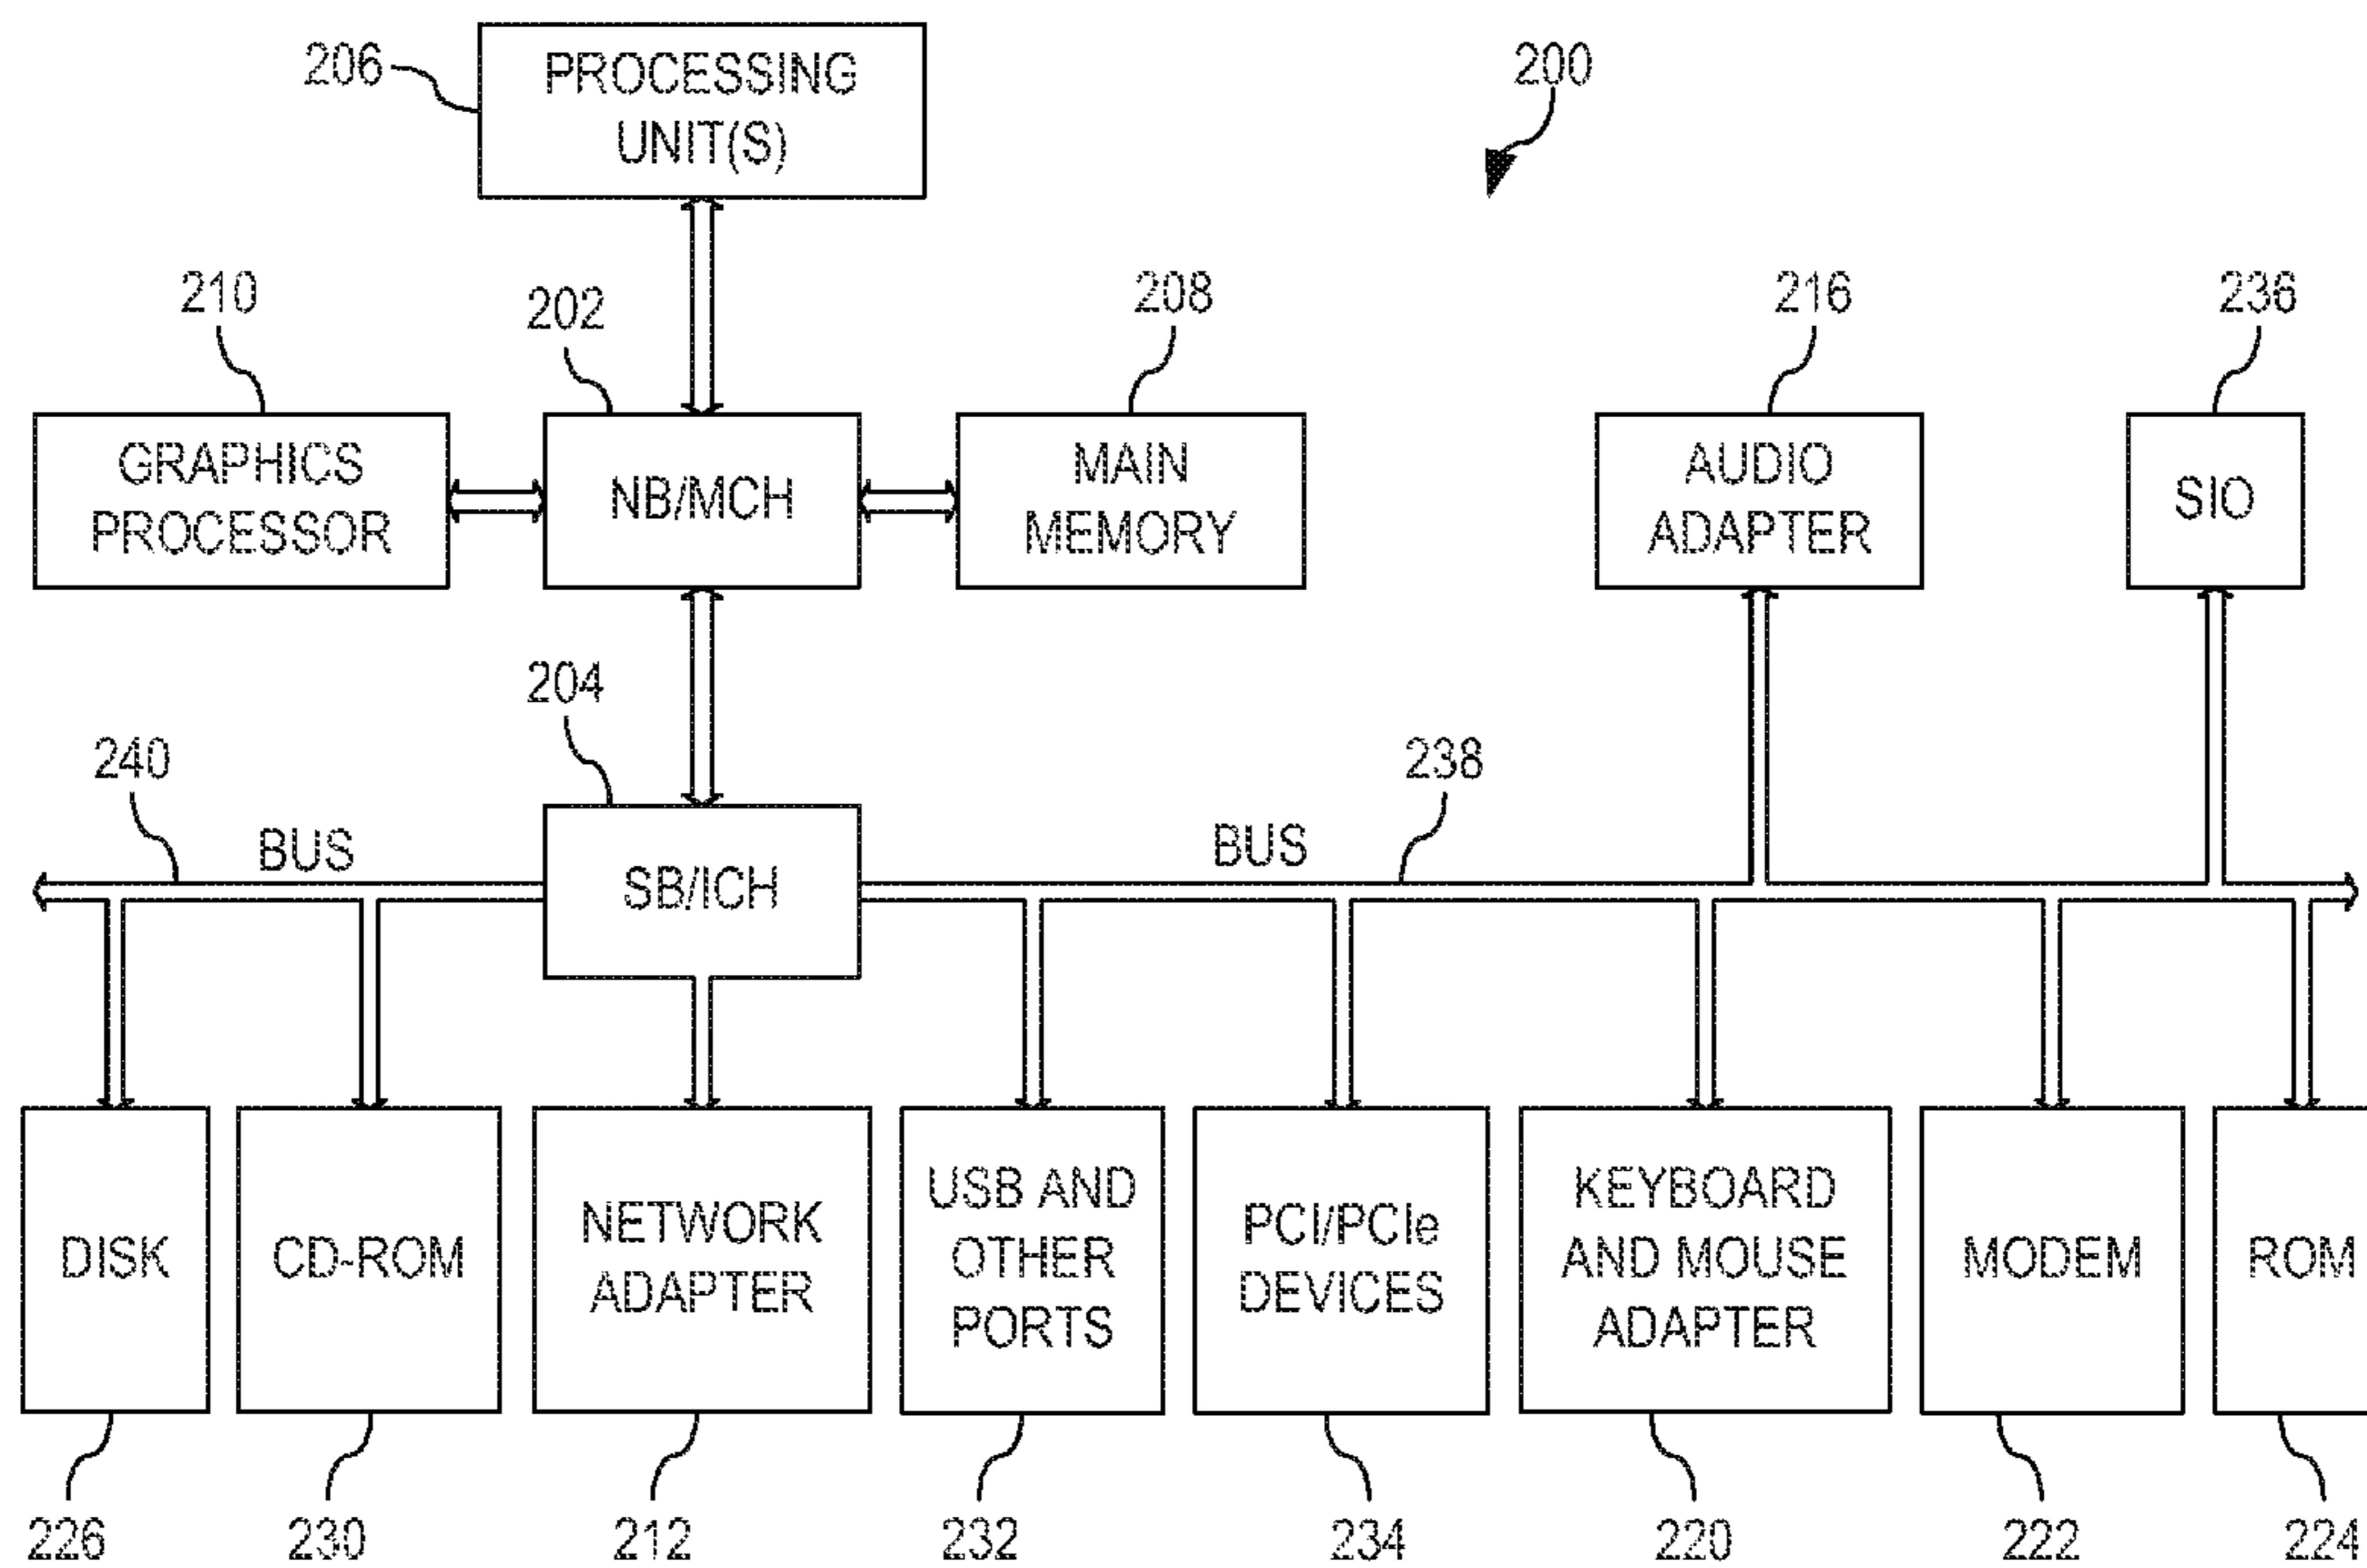 206
PROCESSING
UNIT(S)
200
210
202
208
216
236
GRAPHICS
PROCESSOR
NB/MCH
MAIN
MEMORY
AUDIO
ADAPTER
SIO
204
240
238
BUS
SB/ICH
BUS
DISK
CD-ROM
NETWORK
ADAPTER
USB AND
OTHER
PORTS
PCI/PCIe
DEVICES
KEYBOARD
AND MOUSE
ADAPTER
MODEM
ROM
226
230
212
232
234
220
222
224